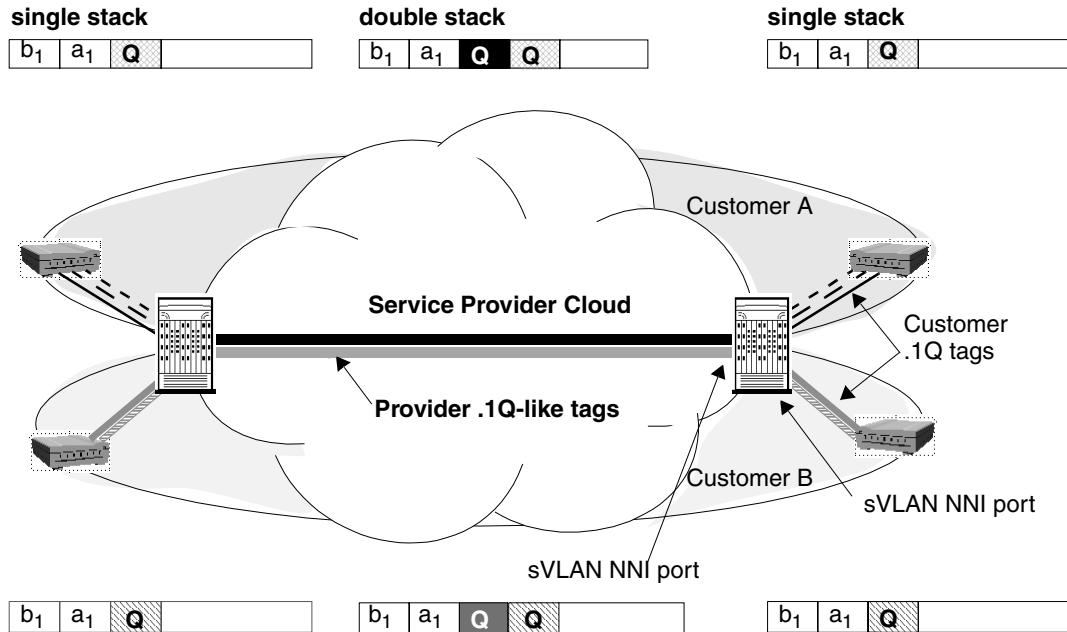 single stack double stack single stack
b1 a1 Q b1 a1 Q Q b1 a1 Q
Customer A
Service Provider Cloud
Customer
.1Q tags
Provider .1Q-like tags
Customer B
sVLAN NNI port
sVLAN NNI port
b1 a1 Q b1 a1 Q Q b1 a1 Q